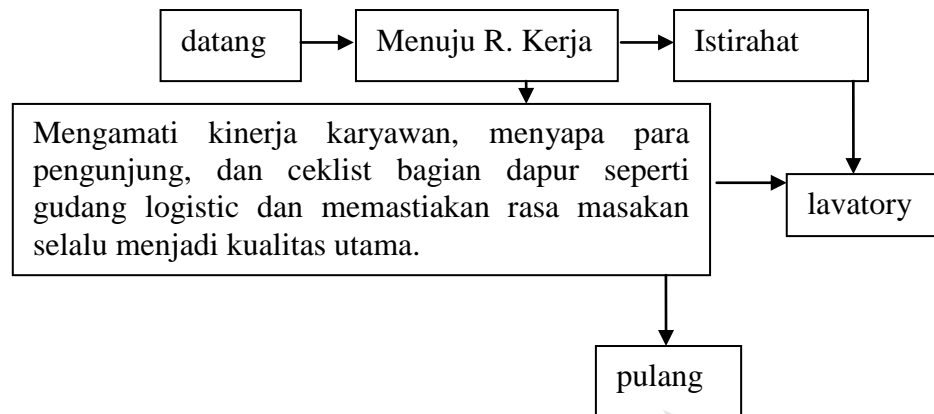 datang
Menuju R. Kerja
Istirahat
Mengamati kinerja karyawan, menyapa para
pengunjung, dan ceklist bagian dapur seperti
gudang logistic dan memastiakan rasa masakan
selalu menjadi kualitas utama.
lavatory
pulang